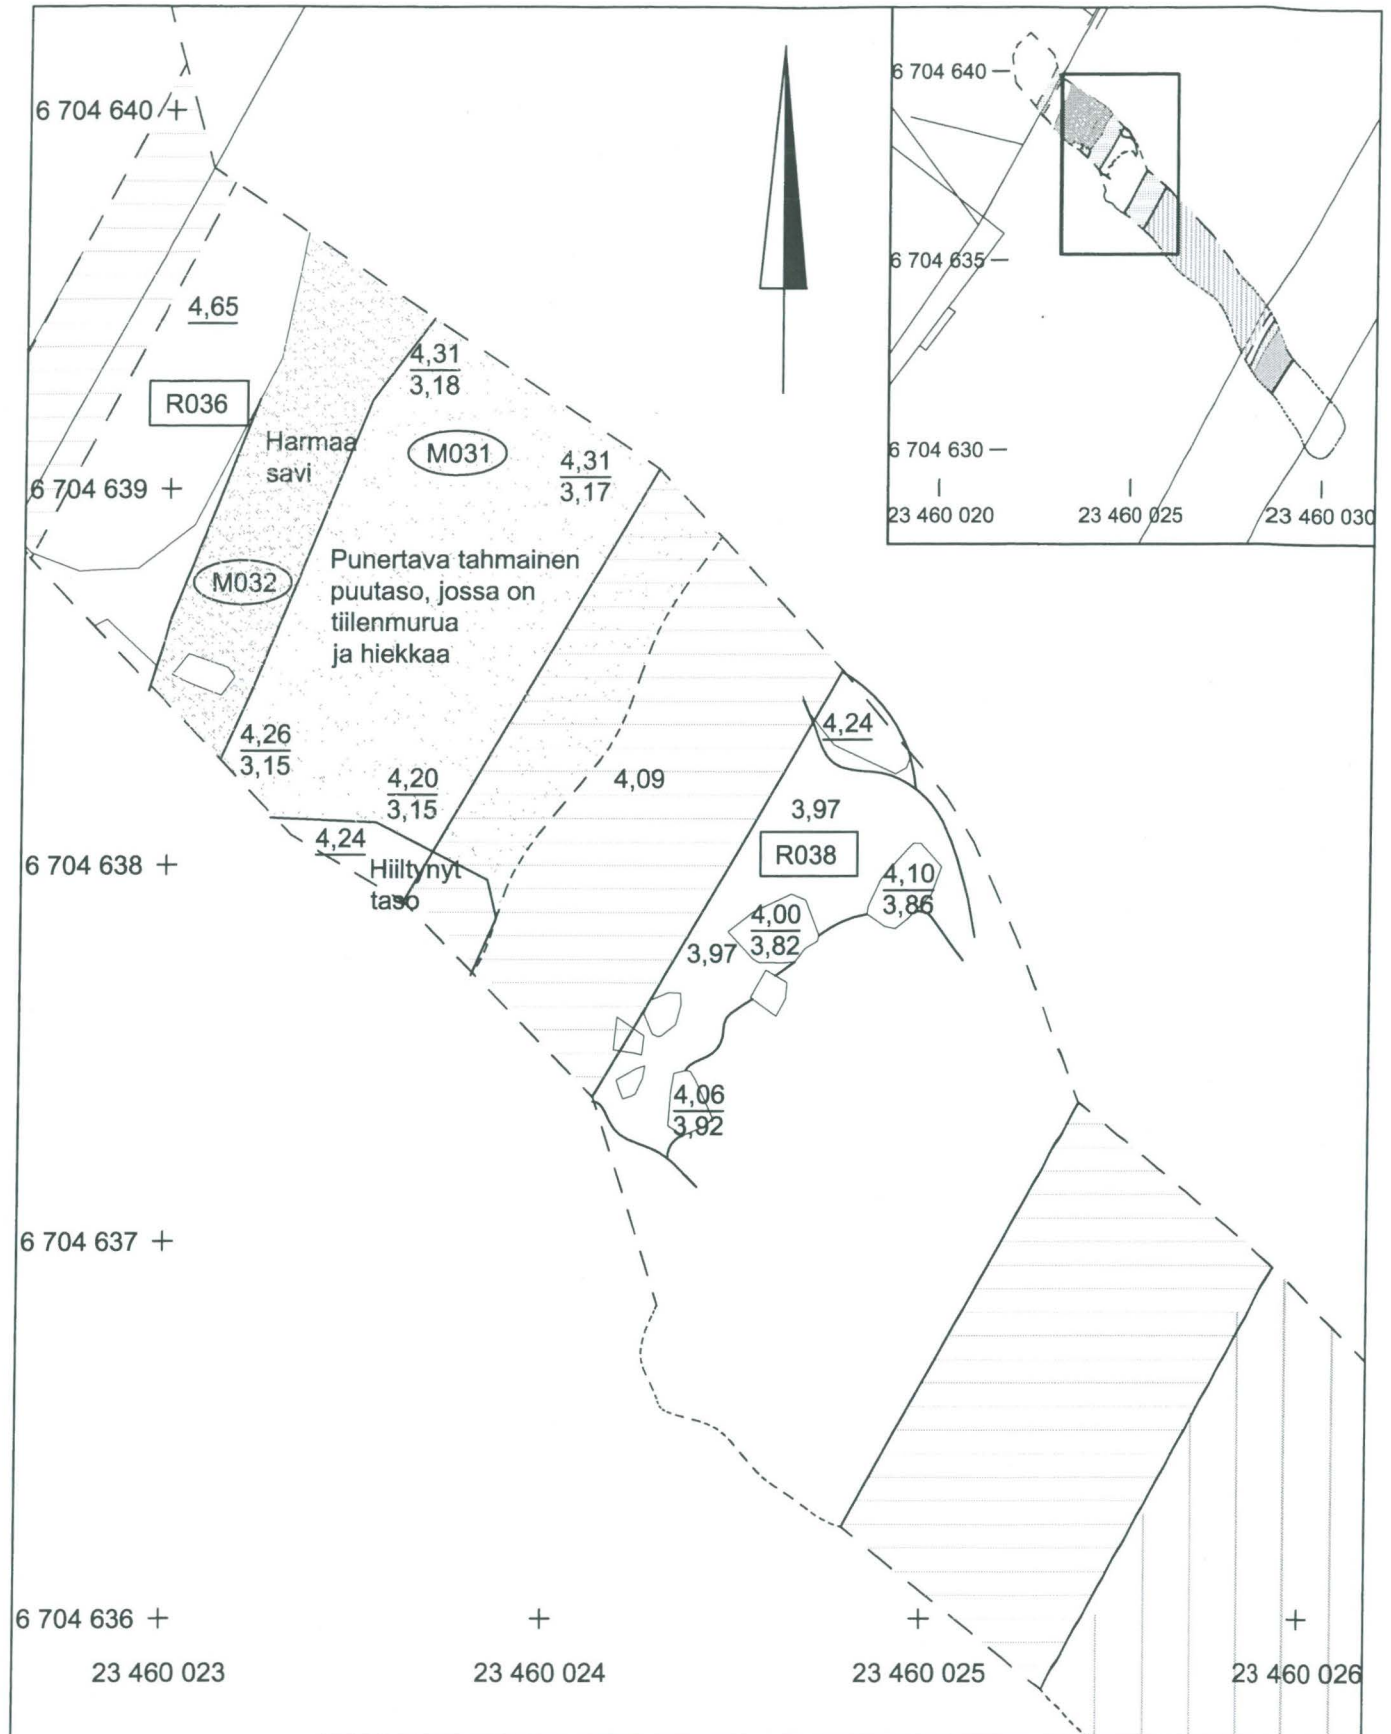 6 704 640
6 704 640
4,65
6 704 635
4,31
3,18
R036
Harmaa
savi
M031
4,31
3,17
6 704 630
6 704 639
23 460 020
23 460 025
23 460 030
M032
Punertava tahmainen
puutaso, jossa on
tiilenmurua
ja hiekkaa
4,26
3,15
4,20
3,15
4,09
4,24
3,97
4,24
R038
6 704 638
Hiiltynyt
taso
4,10
3,86
4,00
3,82
3,97
4,06
3,92
6 704 637
6 704 636
23 460 023
23 460 024
23 460 025
23 460 026